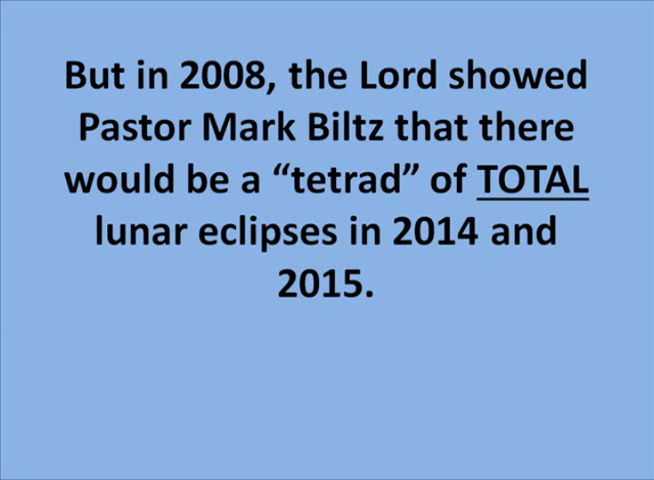 But in 2008, the Lord showed
Pastor Mark Biltz that there
would be a “tetrad” of TOTAL
lunar eclipses in 2014 and
2015.